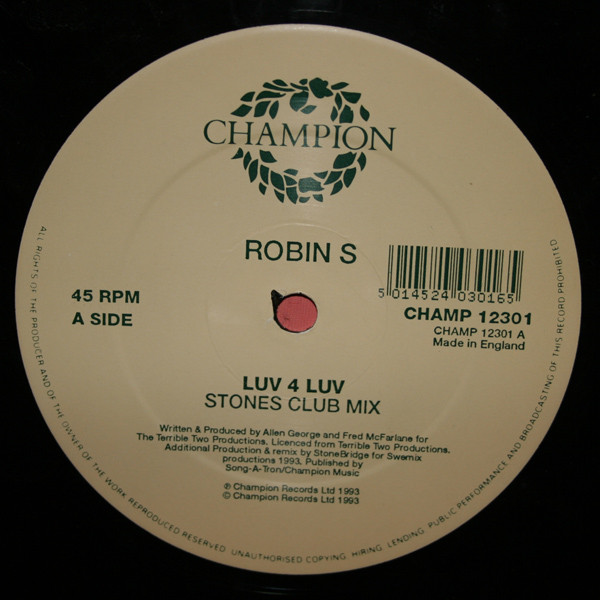 CHAMPION
ROBIN S
5 014524 030165
45 RPM
A SIDE
CHAMP 12301
CHAMP 12301 A
Made in England
LUV 4 LUV
STONES CLUB MIX
Written & Produced by Allen George and Fred McFarlane for
The Terrible Two Productions. Licenced from Terrible Two Productions.
Additional Production & remix by StoneBridge for Swemix
productions 1993. Published by
Song-A-Tron/Champion Music
℗ Champion Records Ltd 1993
© Champion Records Ltd 1993
ALL RIGHTS OF THE PRODUCER AND OF THE OWNER OF THE WORK REPRODUCED RESERVED. UNAUTHORISED COPYING. HIRING. LENDING. PUBLIC PERFORMANCE AND BROADCASTING OF THIS RECORD PROHIBITED